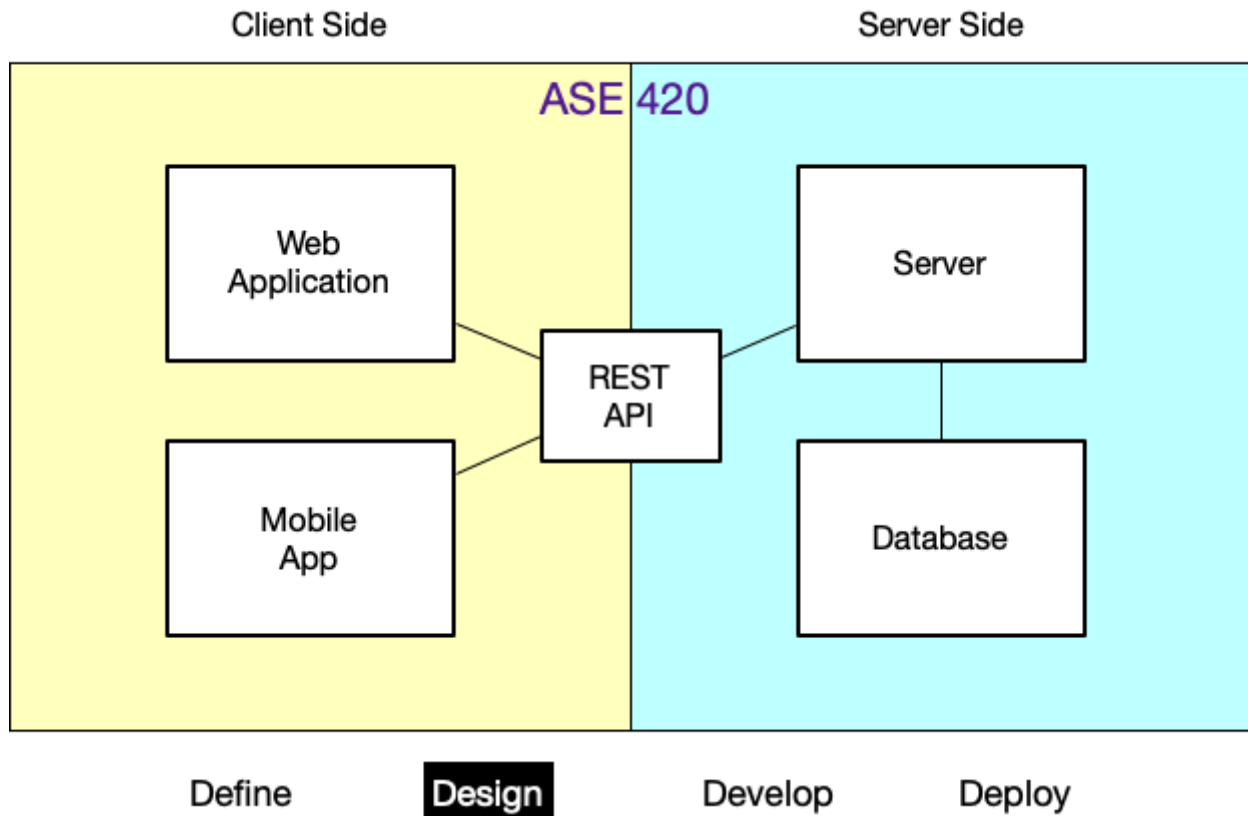 Client Side
Server Side
ASE 420
Web
Application
Server
REST
API
Mobile
App
Database
Define
Design
Develop
Deploy